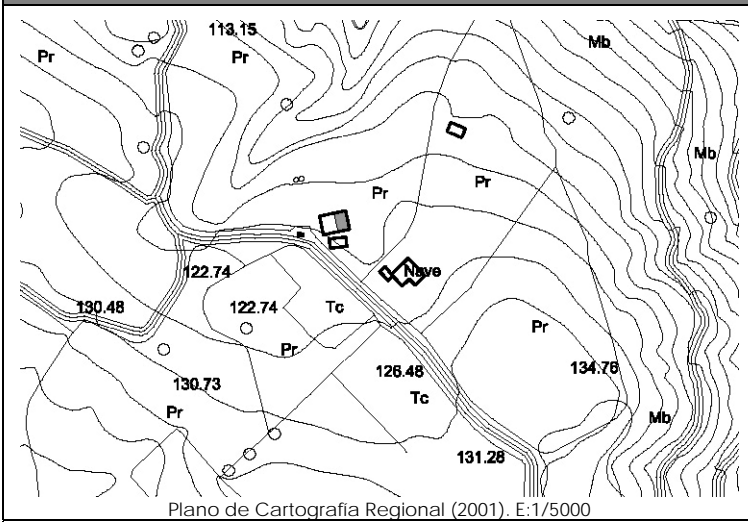 113.15
Mb
Pr
Pr
Mb
Pr
Pr
Nave
122.74
130.48
122.74
Tc
Pr
Pr
134.76
126.48
130.73
Tc
Pr
Mb
131.28
Plano de Cartografía Regional (2001). E:1/5000